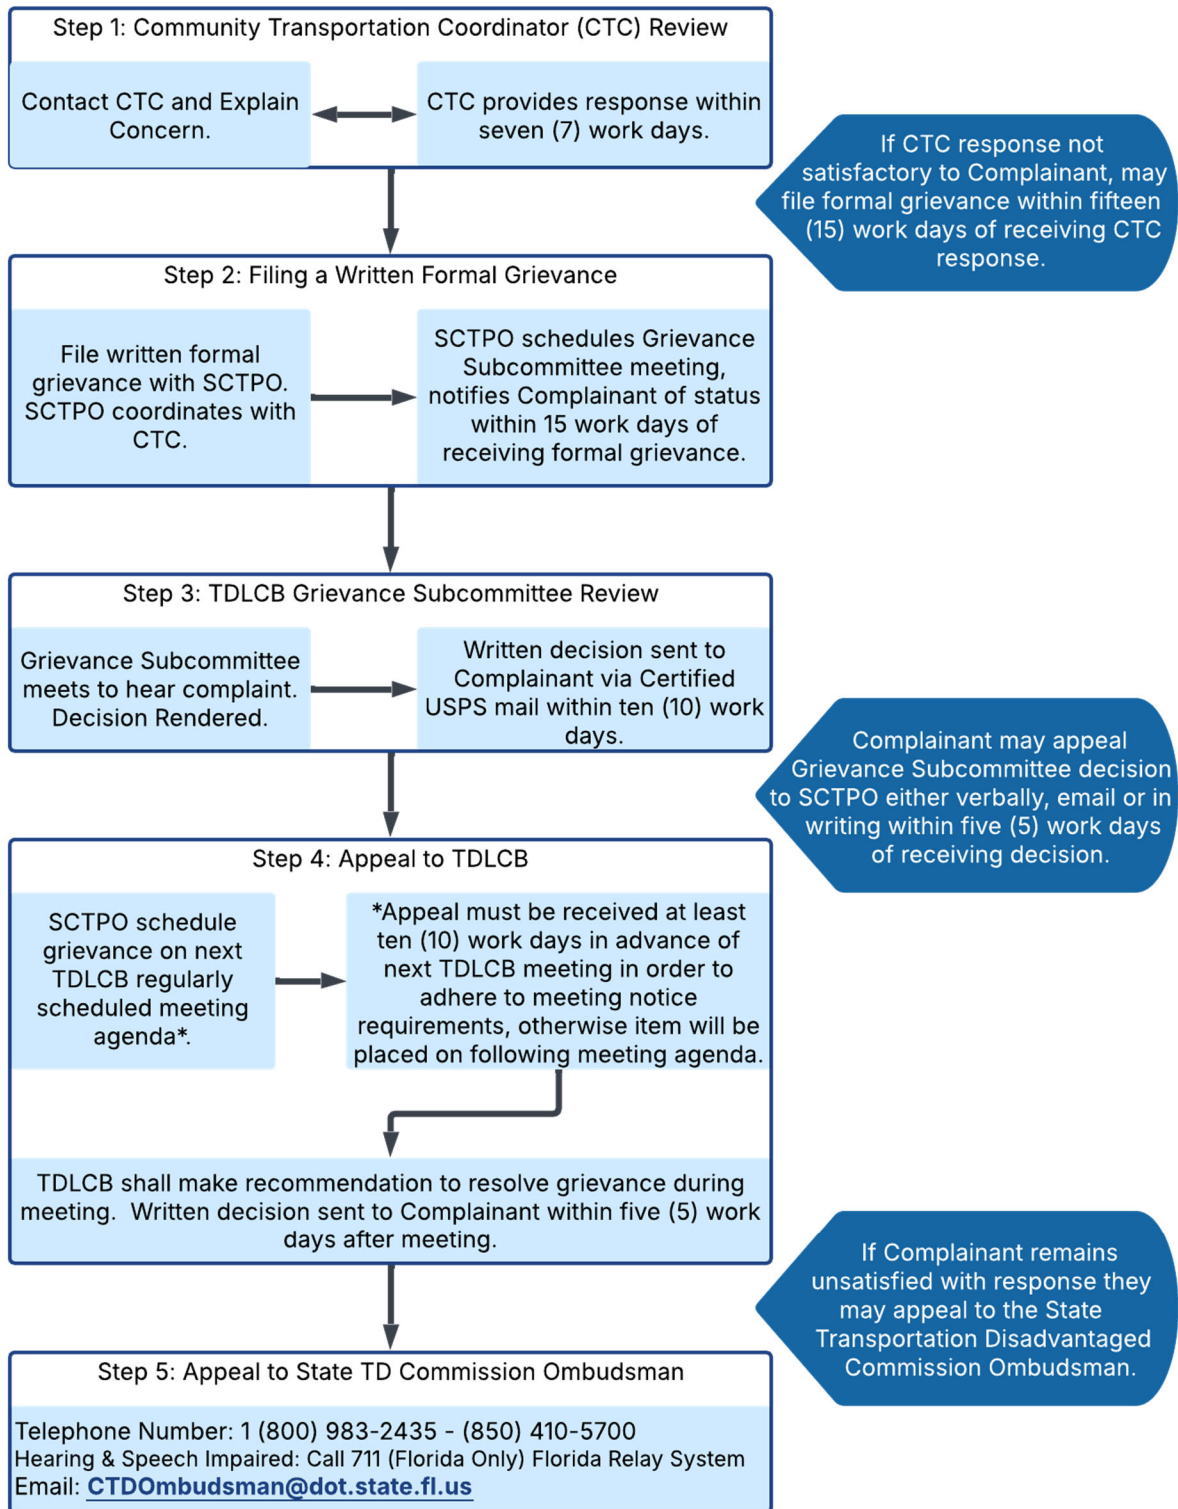 Step 1: Community Transportation Coordinator (CTC) Review
Contact CTC and Explain
Concern.
CTC provides response within
seven (7) work days.
If CTC response not
satisfactory to Complainant, may
file formal grievance within fifteen
(15) work days of receiving CTC
response.
Step 2: Filing a Written Formal Grievance
File written formal
grievance with SCTPO.
SCTPO coordinates with
CTC.
SCTPO schedules Grievance
Subcommittee meeting,
notifies Complainant of status
within 15 work days of
receiving formal grievance.
Step 3: TDLCB Grievance Subcommittee Review
Grievance Subcommittee
meets to hear complaint.
Decision Rendered.
Written decision sent to
Complainant via Certified
USPS mail within ten (10) work
days.
Complainant may appeal
Grievance Subcommittee decision
to SCTPO either verbally, email or in
writing within five (5) work days
of receiving decision.
Step 4: Appeal to TDLCB
SCTPO schedule
grievance on next
TDLCB regularly
scheduled meeting
agenda*.
*Appeal must be received at least
ten (10) work days in advance of
next TDLCB meeting in order to
adhere to meeting notice
requirements, otherwise item will be
placed on following meeting agenda.
TDLCB shall make recommendation to resolve grievance during
meeting.  Written decision sent to Complainant within five (5) work
days after meeting.
If Complainant remains
unsatisfied with response they
may appeal to the State
Transportation Disadvantaged
Commission Ombudsman.
Step 5: Appeal to State TD Commission Ombudsman
Telephone Number: 1 (800) 983-2435 - (850) 410-5700
Hearing & Speech Impaired: Call 711 (Florida Only) Florida Relay System
Email: CTDOmbudsman@dot.state.fl.us